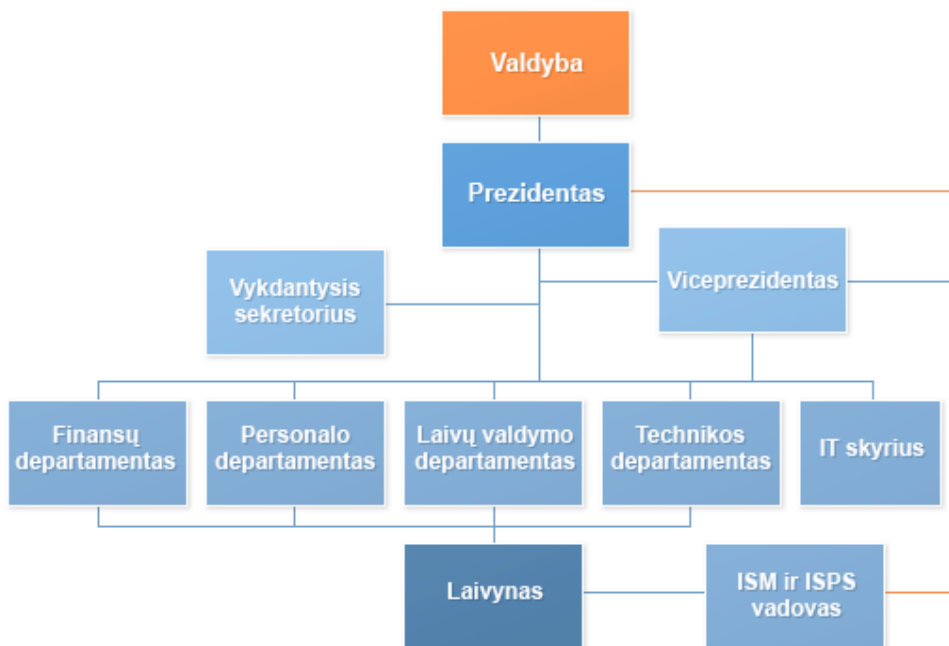 Valdyba
Prezidentas
Viceprezidentas
Vykdantysis
sekretorius
Finansų
departamentas
Personalo
departamentas
Laivų valdymo
departamentas
Technikos
departamentas
IT skyrius
Laivynas
ISM ir ISPS
vadovas